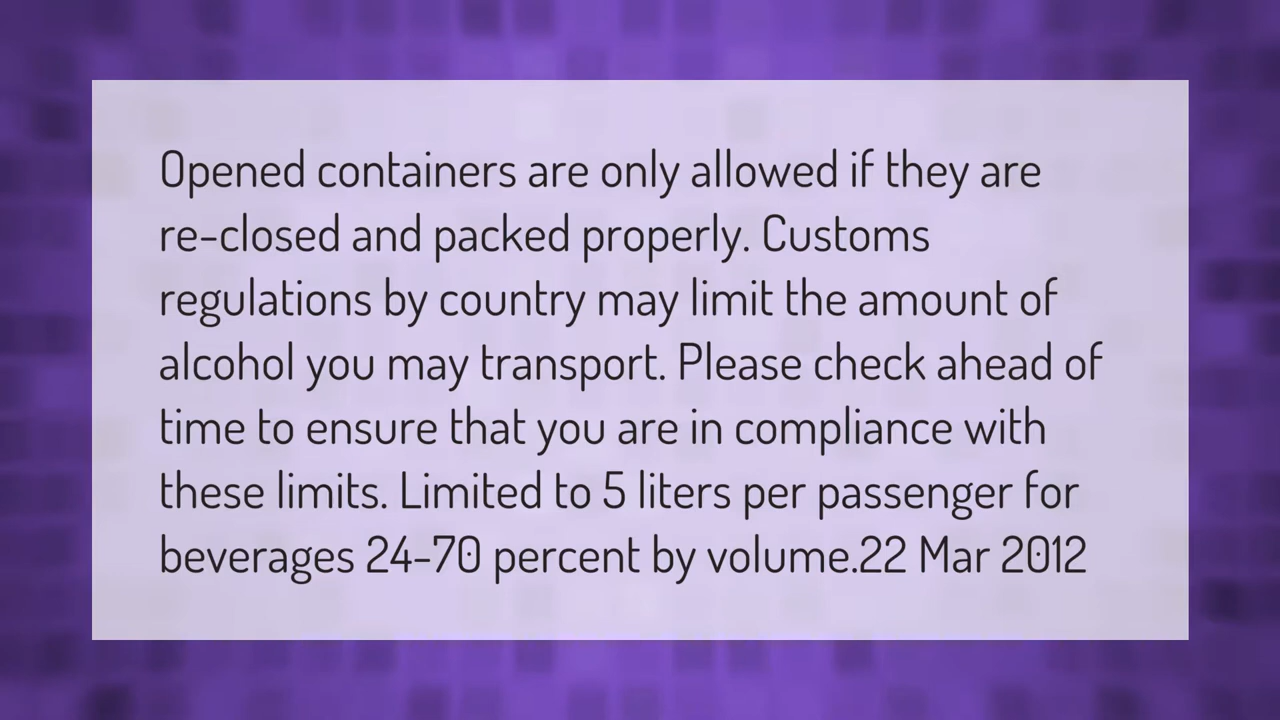 Opened containers are only allowed if they are
re-closed and packed properly. Customs
regulations by country may limit the amount of
alcohol you may transport. Please check ahead of
time to ensure that you are in compliance with
these limits. Limited to 5 liters per passenger for
beverages 24-70 percent by volume.22 Mar 2012